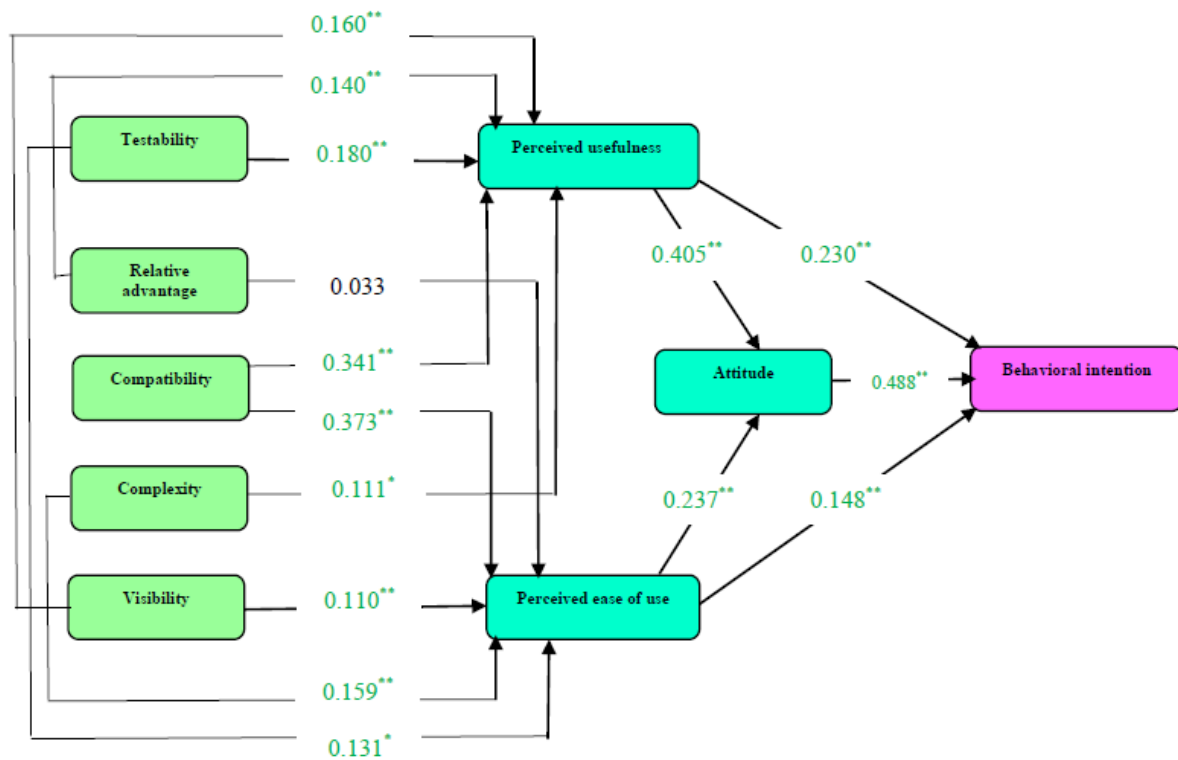 0.160**
0.140**
Testability
0.180**
Perceived usefulness
0.405**
0.230**
Relative
advantage
0.033
Compatibility
0.341**
0.373**
Attitude
0.488**
Behavioral intention
Complexity
0.111*
0.237**
0.148**
Visibility
0.110**
Perceived ease of use
0.159**
0.131*